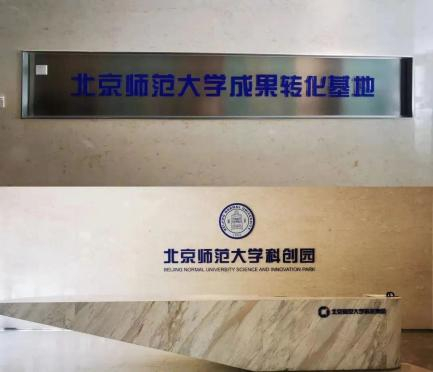 北京师范大学成果转化基地
北京师范大学科创园
BEIJING NORMAL UNIVERSITY SCIENCE AND INNOVATION PARK